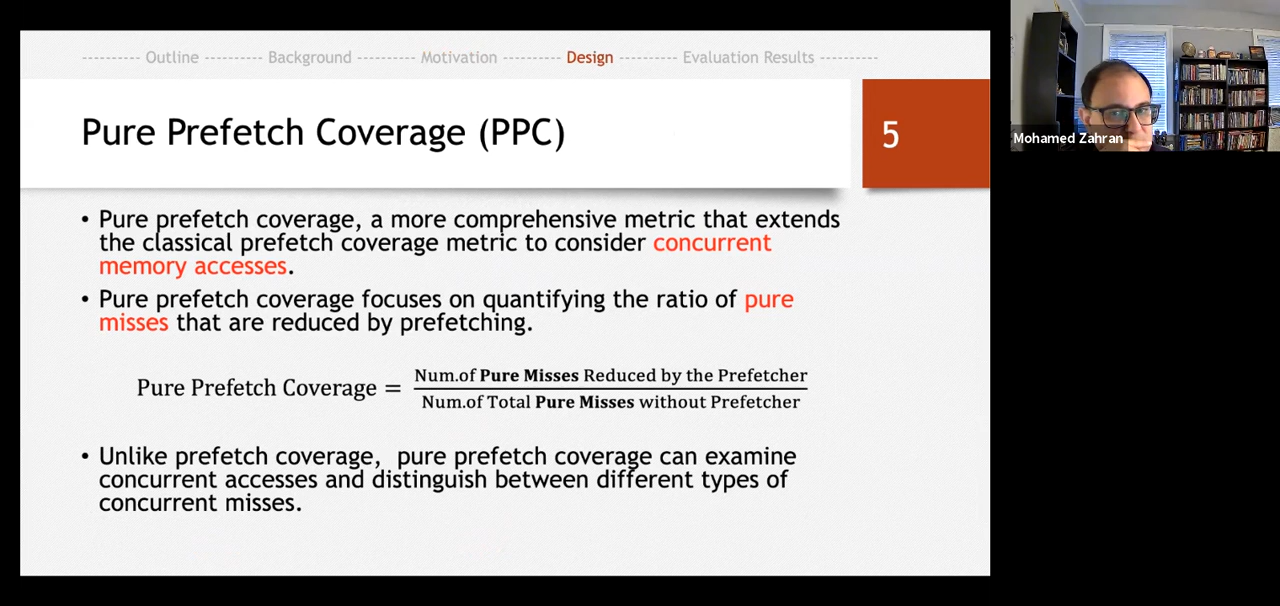 ---------- Outline ---------- Background ---------- Motivation ---------- Design ---------- Evaluation Results ----------
Pure Prefetch Coverage (PPC)
5
Mohamed Zahran
• Pure prefetch coverage, a more comprehensive metric that extends
the classical prefetch coverage metric to consider concurrent
memory accesses.
• Pure prefetch coverage focuses on quantifying the ratio of pure
misses that are reduced by prefetching.
Pure Prefetch Coverage =
Num.of Pure Misses Reduced by the Prefetcher
Num.of Total Pure Misses without Prefetcher
• Unlike prefetch coverage, pure prefetch coverage can examine
concurrent accesses and distinguish between different types of
concurrent misses.